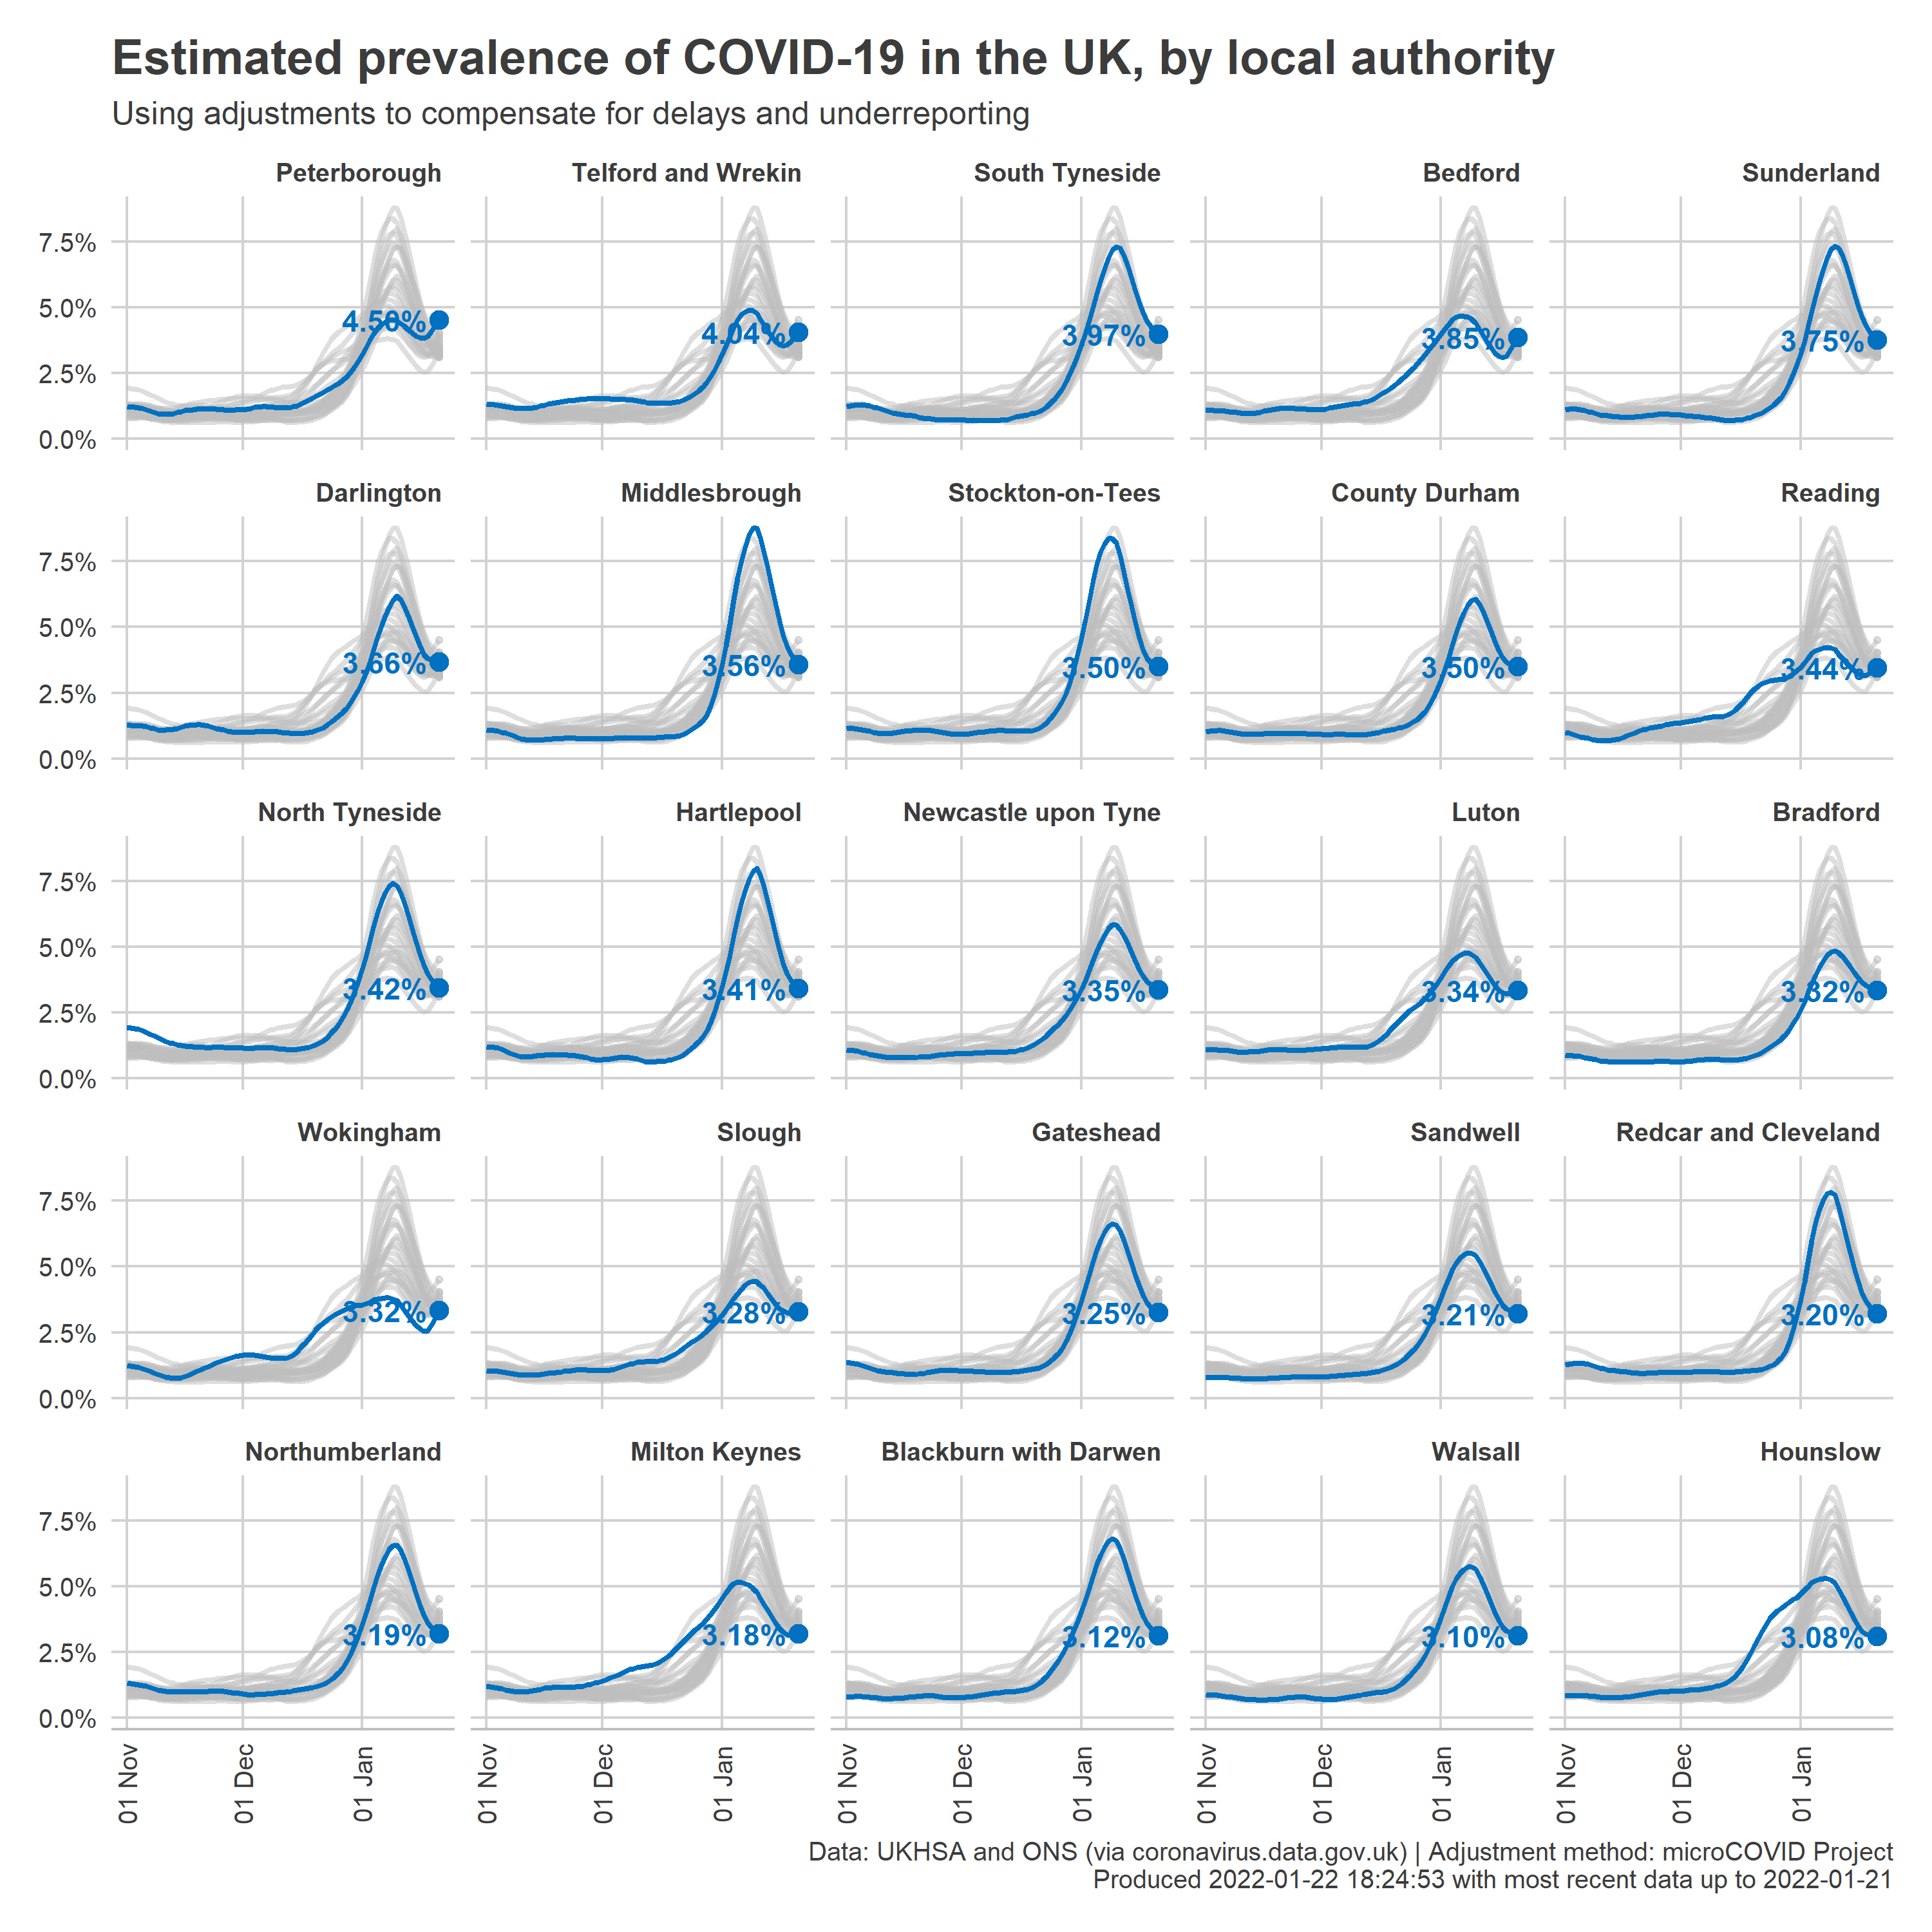 Estimated prevalence of COVID-19 in the UK, by local authority
Using adjustments to compensate for delays and underreporting
Peterborough Telford and Wrekin South Tyneside Bedford Sunderland
7.5%
5.0%
4.50% 4.04% 3.97% 3.85% 3.75%
2.5%
0.0%
Darlington Middlesbrough Stockton-on-Tees County Durham Reading
7.5%
5.0%
3.66% 3.56% 3.50% 3.50% 3.44%
2.5%
0.0%
North Tyneside Hartlepool Newcastle upon Tyne Luton Bradford
7.5%
5.0%
3.42% 3.41% 3.35% 3.34% 3.32%
2.5%
0.0%
Wokingham Slough Gateshead Sandwell Redcar and Cleveland
7.5%
5.0%
3.32% 3.28% 3.25% 3.21% 3.20%
2.5%
0.0%
Northumberland Milton Keynes Blackburn with Darwen Walsall Hounslow
7.5%
5.0%
3.19% 3.18% 3.12% 3.10% 3.08%
2.5%
0.0%
01 Nov 01 Dec 01 Jan 01 Nov 01 Dec 01 Jan 01 Nov 01 Dec 01 Jan 01 Nov 01 Dec 01 Jan 01 Nov 01 Dec 01 Jan
Data: UKHSA and ONS (via coronavirus.data.gov.uk) | Adjustment method: microCOVID Project
Produced 2022-01-22 18:24:53 with most recent data up to 2022-01-21